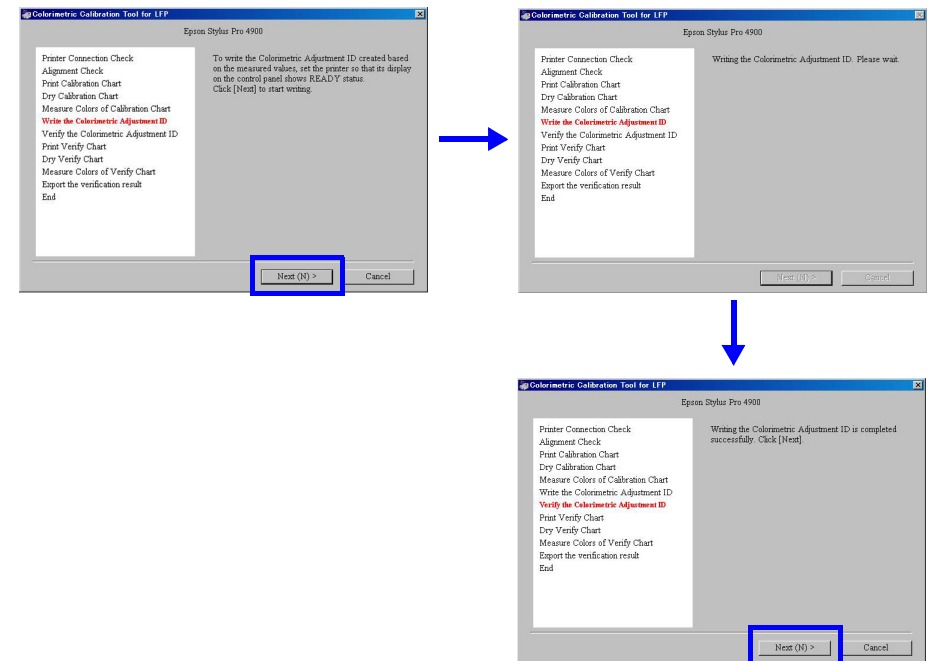 Colorimetric Calibration Tool for LFP
Epson Stylus Pro 4900
Printer Connection Check
Alignment Check
Print Calibration Chart
Dry Calibration Chart
Measure Colors of Calibration Chart
Write the Colorimetric Adjustment ID
Verify the Colorimetric Adjustment ID
Print Verify Chart
Dry Verify Chart
Measure Colors of Verify Chart
Export the verification result
End
To write the Colorimetric Adjustment ID created based
on the measured values, set the printer so that its display
on the control panel shows READY status.
Click [Next] to start writing.
Next (N) >
Cancel
Colorimetric Calibration Tool for LFP
Epson Stylus Pro 4900
Printer Connection Check
Alignment Check
Print Calibration Chart
Dry Calibration Chart
Measure Colors of Calibration Chart
Write the Colorimetric Adjustment ID
Verify the Colorimetric Adjustment ID
Print Verify Chart
Dry Verify Chart
Measure Colors of Verify Chart
Export the verification result
End
Writing the Colorimetric Adjustment ID. Please wait.
Next (N) >
Cancel
Colorimetric Calibration Tool for LFP
Epson Stylus Pro 4900
Printer Connection Check
Alignment Check
Print Calibration Chart
Dry Calibration Chart
Measure Colors of Calibration Chart
Write the Colorimetric Adjustment ID
Verify the Colorimetric Adjustment ID
Print Verify Chart
Dry Verify Chart
Measure Colors of Verify Chart
Export the verification result
End
Writing the Colorimetric Adjustment ID is completed
successfully. Click [Next].
Next (N) >
Cancel